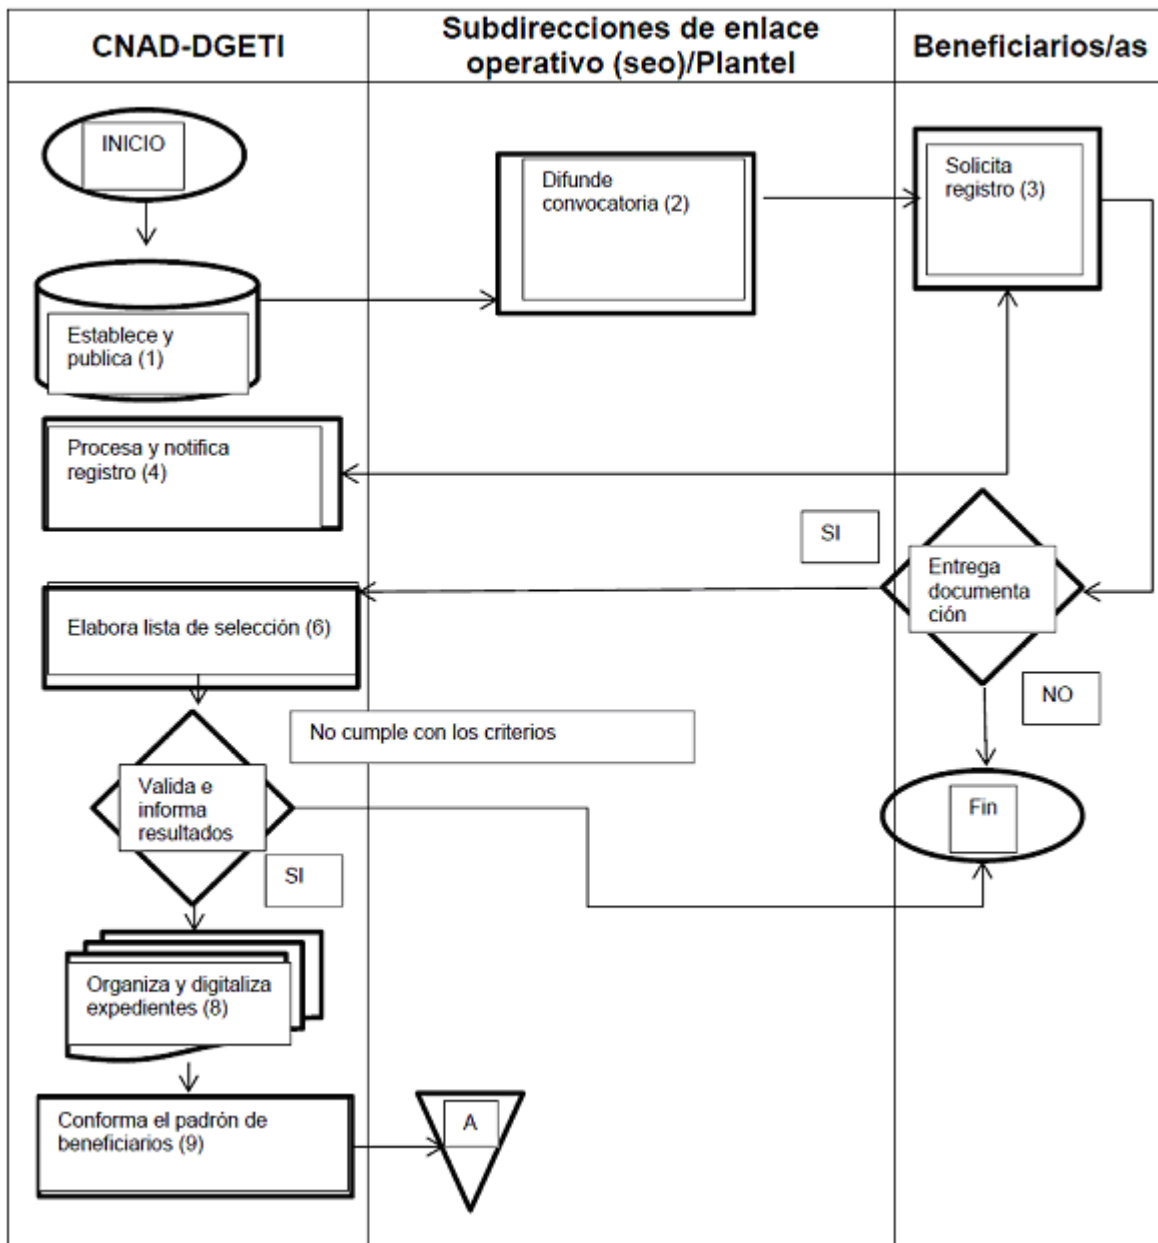 CNAD-DGETI
Subdirecciones de enlace
operativo (seo)/Plantel
Beneficiarios/as
INICIO
Difunde
convocatoria (2)
Solicita
registro (3)
Establece y
publica (1)
Procesa y notifica
registro (4)
SI
Entrega
documenta
ción
Elabora lista de selección (6)
NO
No cumple con los criterios
Valida e
informa
resultados
Fin
SI
Organiza y digitaliza
expedientes (8)
Conforma el padrón de
beneficiarios (9)
A